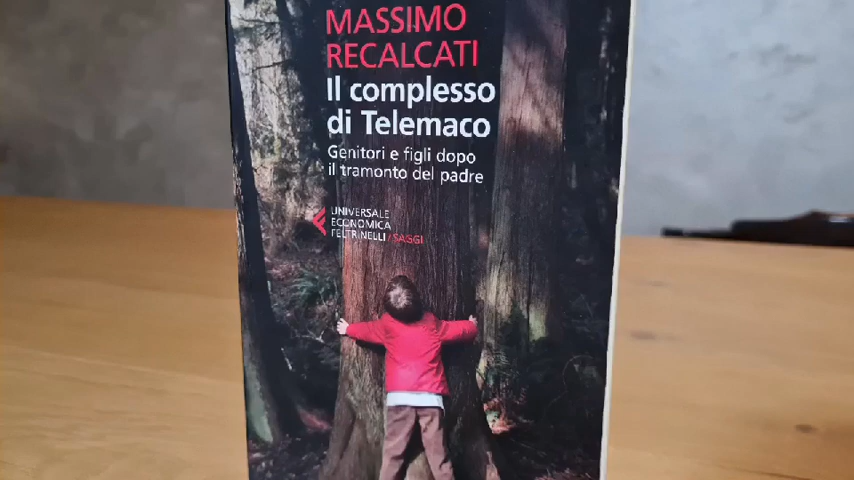 MASSIMO
RECALCATI
Il complesso
di Telemaco
Genitori e figli dopo
il tramonto del padre
UNIVERSALE
ECONOMICA
FELTRINELLI / SAGGI